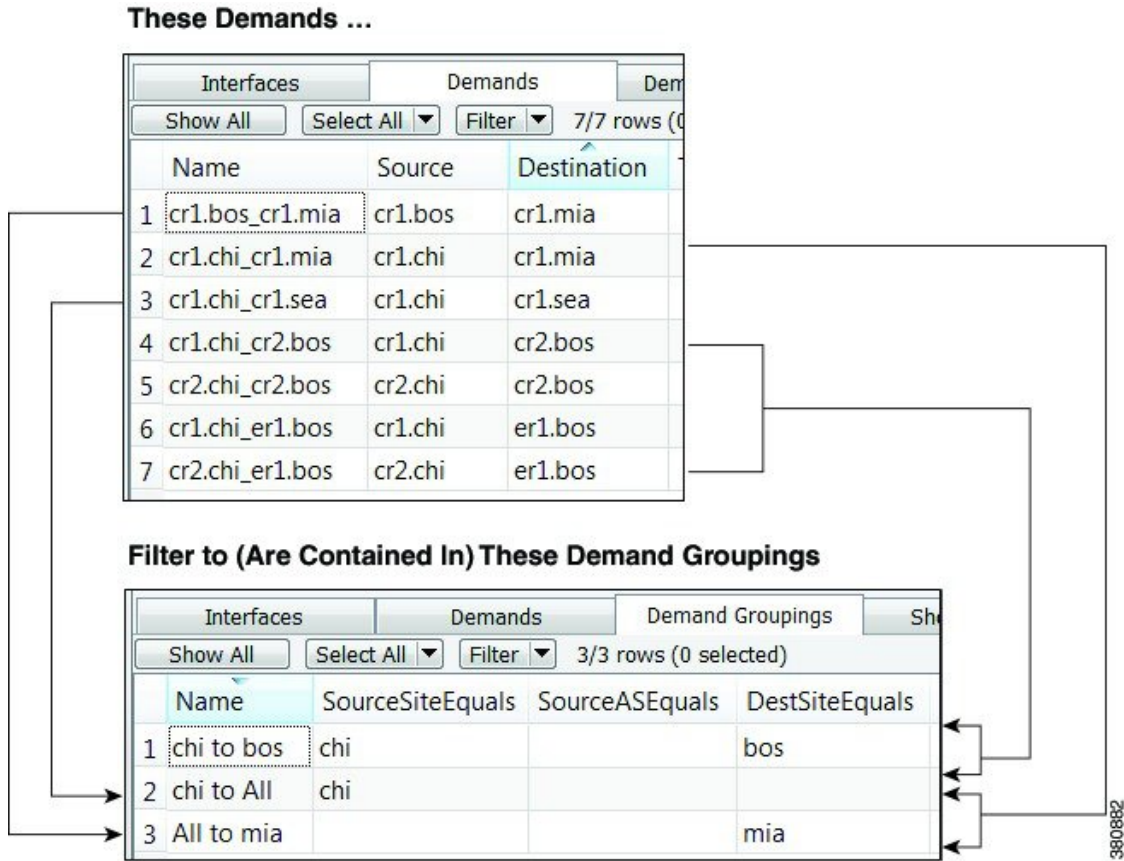 These Demands ...
Interfaces Demands Dem
Show All Select All Filter 7/7 rows (0
Name Source Destination
1 cr1.bos_cr1.mia cr1.bos cr1.mia
2 cr1.chi_cr1.mia cr1.chi cr1.mia
3 cr1.chi_cr1.sea cr1.chi cr1.sea
4 cr1.chi_cr2.bos cr1.chi cr2.bos
5 cr2.chi_cr2.bos cr2.chi cr2.bos
6 cr1.chi_er1.bos cr1.chi er1.bos
7 cr2.chi_er1.bos cr2.chi er1.bos
Filter to (Are Contained In) These Demand Groupings
Interfaces Demands Demand Groupings Sh
Show All Select All Filter 3/3 rows (0 selected)
Name SourceSiteEquals SourceASEquals DestSiteEquals
1 chi to bos chi bos
2 chi to All chi
3 All to mia mia
380882